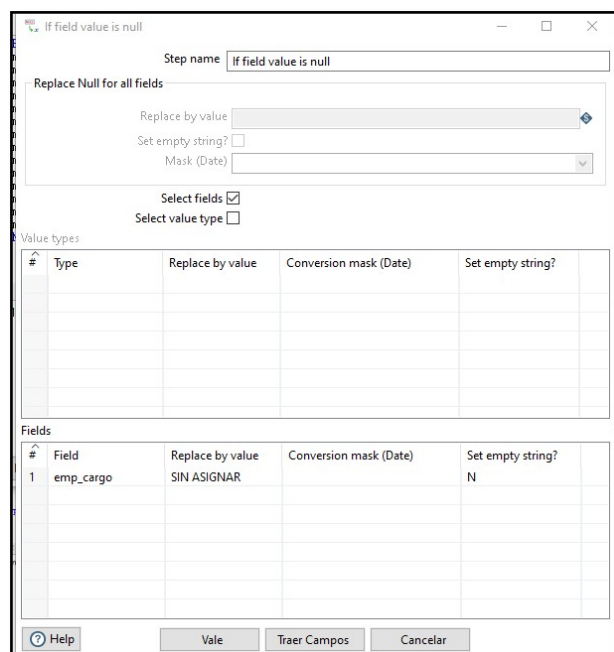 If field value is null
Step name If field value is null
Replace Null for all fields
Replace by value
Set empty string?
Mask (Date)
Select fields
Select value type
Value types
# Type Replace by value Conversion mask (Date) Set empty string?
Fields
# Field Replace by value Conversion mask (Date) Set empty string?
1 emp_cargo SIN ASIGNAR N
Help Vale Traer Campos Cancelar